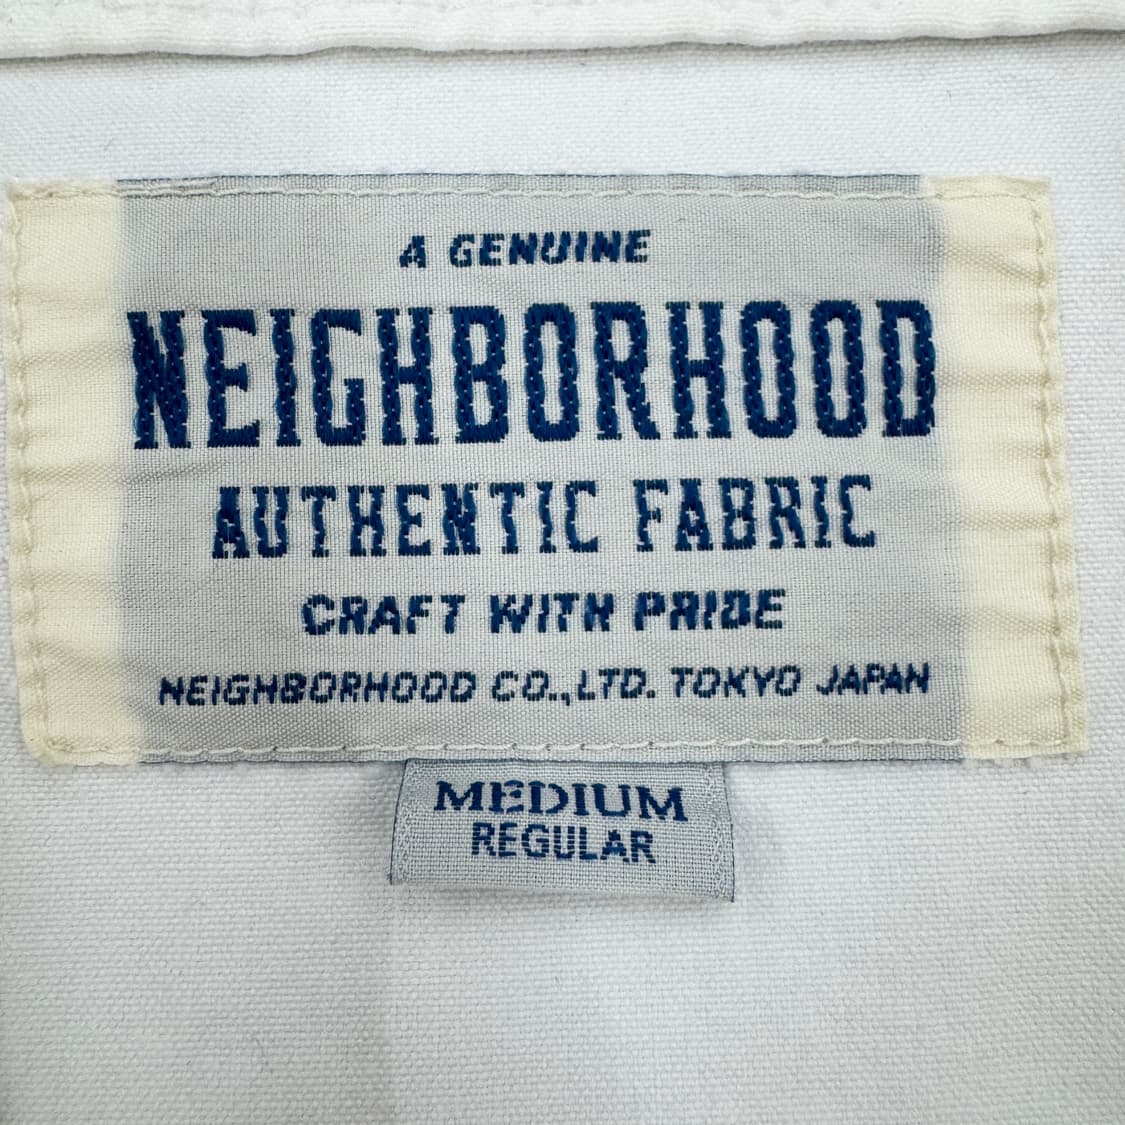 A GENUINE
NEIGHBORHOOD
AUTHENTIC FABRIC
CRAFT WITH PRIDE
NEIGHBORHOOD CO.,LTD. TOKYO JAPAN
MEDIUM
REGULAR